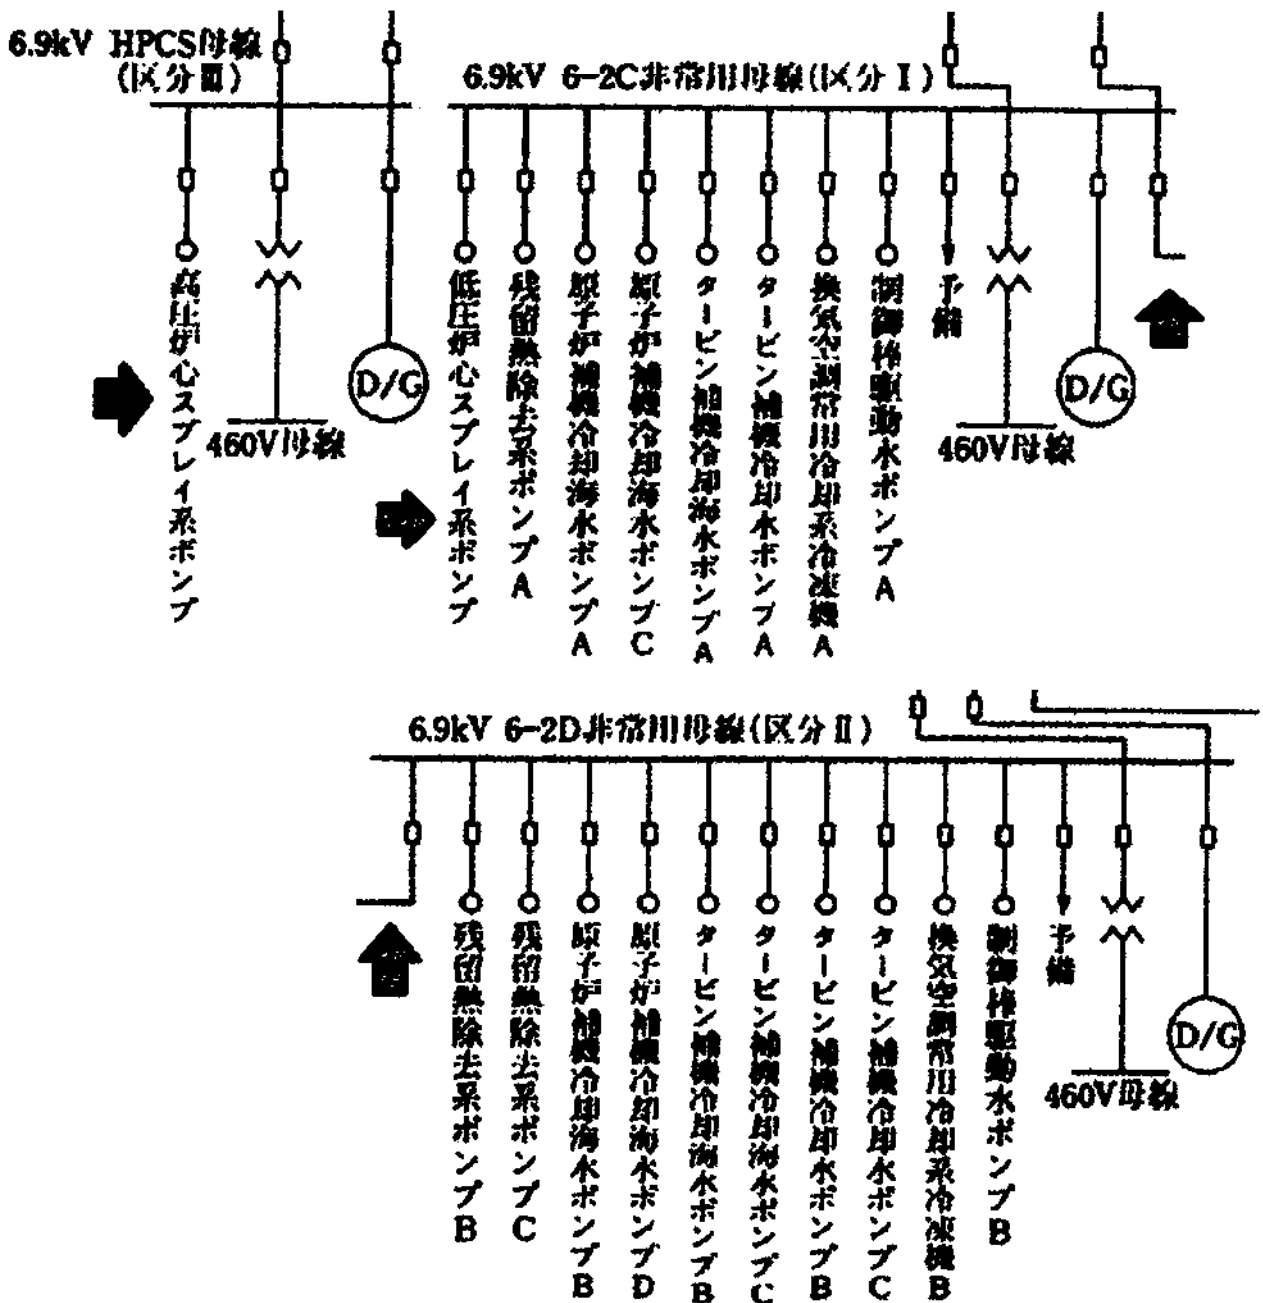 6.9kV HPCS母線
(区分Ⅲ)
高圧炉心スプレイ系ポンプ
460V母線
D/G
6.9kV 6-2C非常用母線(区分Ⅰ)
低圧炉心スプレイ系ポンプ
残留熱除去系ポンプA
原子炉補機冷却海水ポンプA
原子炉補機冷却海水ポンプC
タービン補機冷却海水ポンプA
タービン補機冷却水ポンプA
換気空調常用冷却系冷凍機A
制御棒駆動水ポンプA
予備
460V母線
D/G
6.9kV 6-2D非常用母線(区分Ⅱ)
残留熱除去系ポンプB
残留熱除去系ポンプC
原子炉補機冷却海水ポンプB
原子炉補機冷却海水ポンプD
タービン補機冷却海水ポンプB
タービン補機冷却海水ポンプC
タービン補機冷却水ポンプB
タービン補機冷却水ポンプC
換気空調常用冷却系冷凍機B
制御棒駆動水ポンプB
予備
460V母線
D/G